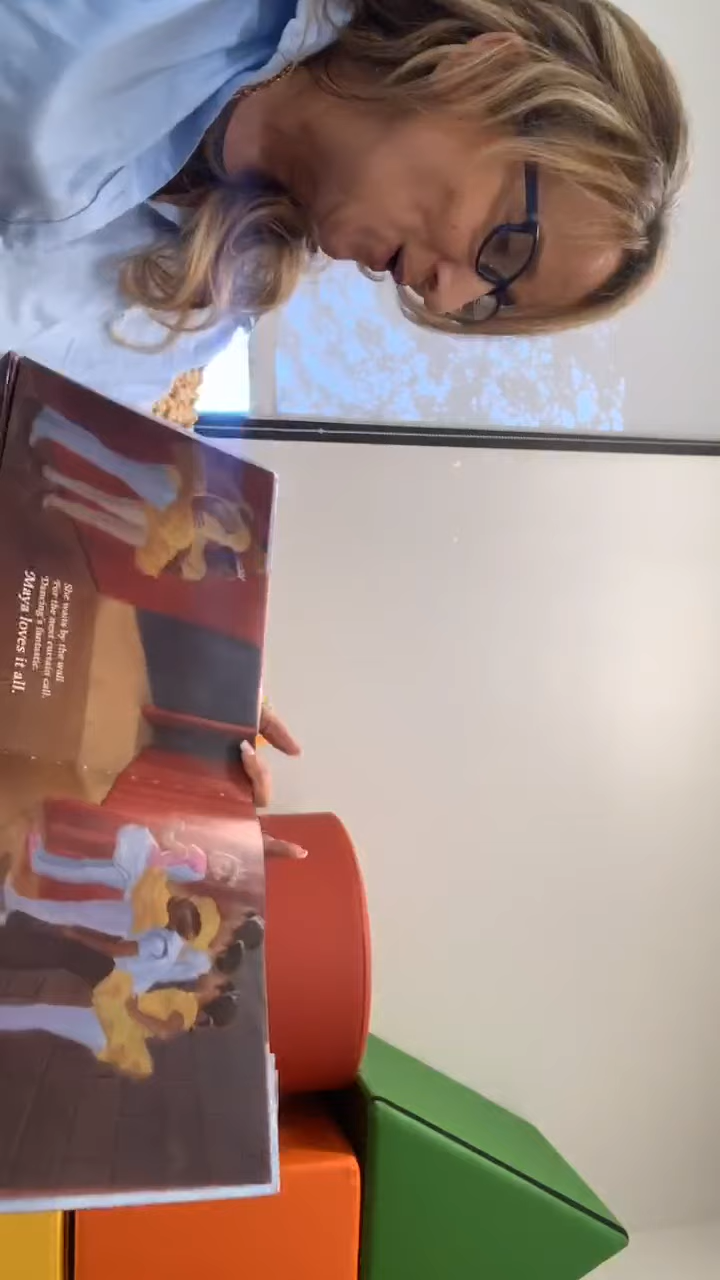 She waits by the wall
For the next curtain call.
Dancing's fantastic.
Maya loves it all.